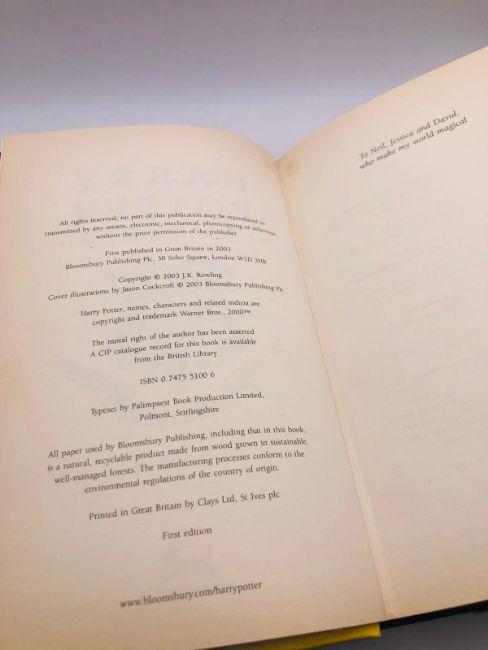 All rights reserved; no part of this publication may be reproduced or
transmitted by any means, electronic, mechanical, photocopying or otherwise,
without the prior permission of the publisher
First published in Great Britain in 2003
Bloomsbury Publishing Plc, 38 Soho Square, London W1D 3HB
Copyright © 2003 J.K. Rowling
Cover illustrations by Jason Cockcroft © 2003 Bloomsbury Publishing Plc
Harry Potter, names, characters and related indicia are
copyright and trademark Warner Bros., 2000™
The moral right of the author has been asserted
A CIP catalogue record for this book is available
from the British Library
ISBN 0 7475 5100 6
Typeset by Palimpsest Book Production Limited,
Polmont, Stirlingshire
All paper used by Bloomsbury Publishing, including that in this book,
is a natural, recyclable product made from wood grown in sustainable,
well-managed forests. The manufacturing processes conform to the
environmental regulations of the country of origin.
Printed in Great Britain by Clays Ltd, St Ives plc
First edition
www.bloomsbury.com/harrypotter
To Neil, Jessica and David,
who make my world magical